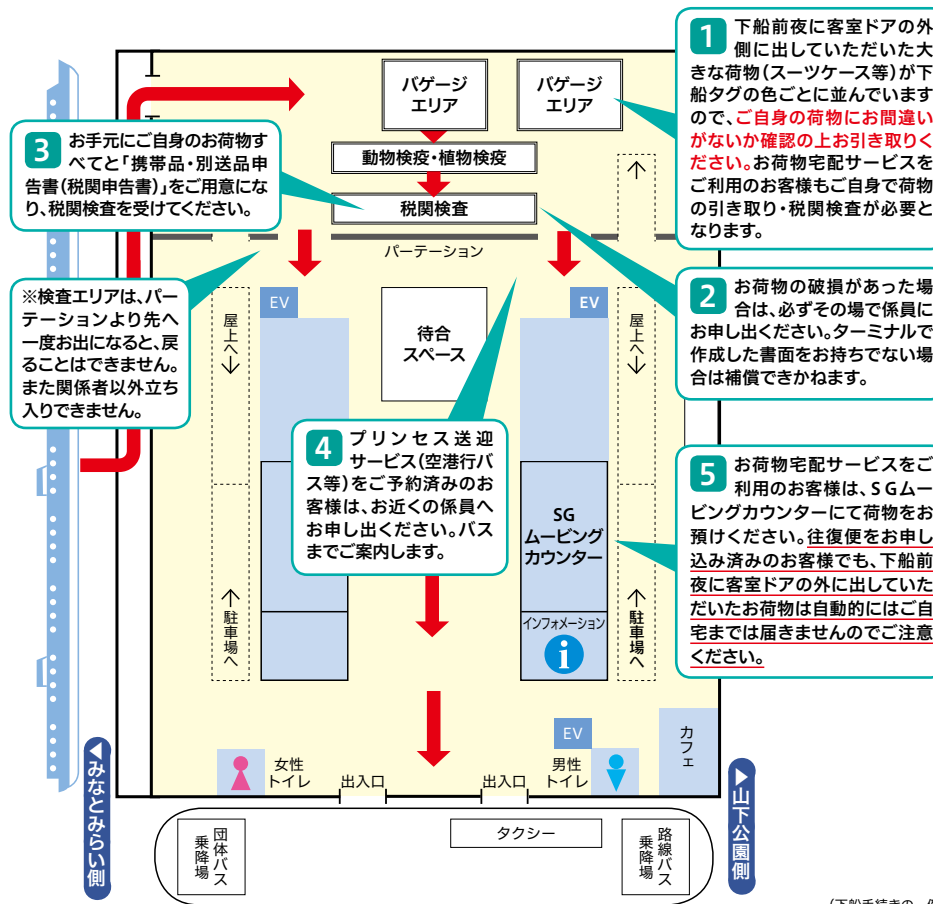 1 下船前夜に客室ドアの外
側に出していただいた大
きな荷物(スーツケース等)が下
船タグの色ごとに並んでいます
ので、ご自身の荷物にお間違い
がないか確認の上お引き取りく
ださい。お荷物宅配サービスを
ご利用のお客様もご自身で荷物
の引き取り・税関検査が必要と
なります。
バゲージ
エリア
バゲージ
エリア
3 お手元にご自身のお荷物す
べてと「携帯品・別送品申
告書(税関申告書)」をご用意にな
り、税関検査を受けてください。
動物検疫・植物検疫
税関検査
パーテーション
※検査エリアは、パー
テーションより先へ
一度お出になると、戻
ることはできません。
また関係者以外立ち
入りできません。
2 お荷物の破損があった場
合は、必ずその場で係員に
お申し出ください。ターミナルで
作成した書面をお持ちでない場
合は補償できかねます。
EV
EV
屋上へ
待合
スペース
屋上へ
4 プリンセス送迎
サービス(空港行バ
ス等)をご予約済みのお
客様は、お近くの係員へ
お申し出ください。バス
までご案内します。
5 お荷物宅配サービスをご
利用のお客様は、SGムー
ビングカウンターにて荷物をお
預けください。往復便をお申し
込み済みのお客様でも、下船前
夜に客室ドアの外に出していた
だいたお荷物は自動的にはご自
宅までは届きませんのでご注意
ください。
SG
ムービング
カウンター
駐車場へ
インフォメーション
i
駐車場へ
EV
カフェ
女性
トイレ
出入口
出入口
男性
トイレ
みなとみらい側
山下公園側
団体バス
乗降場
タクシー
路線バス
乗降場